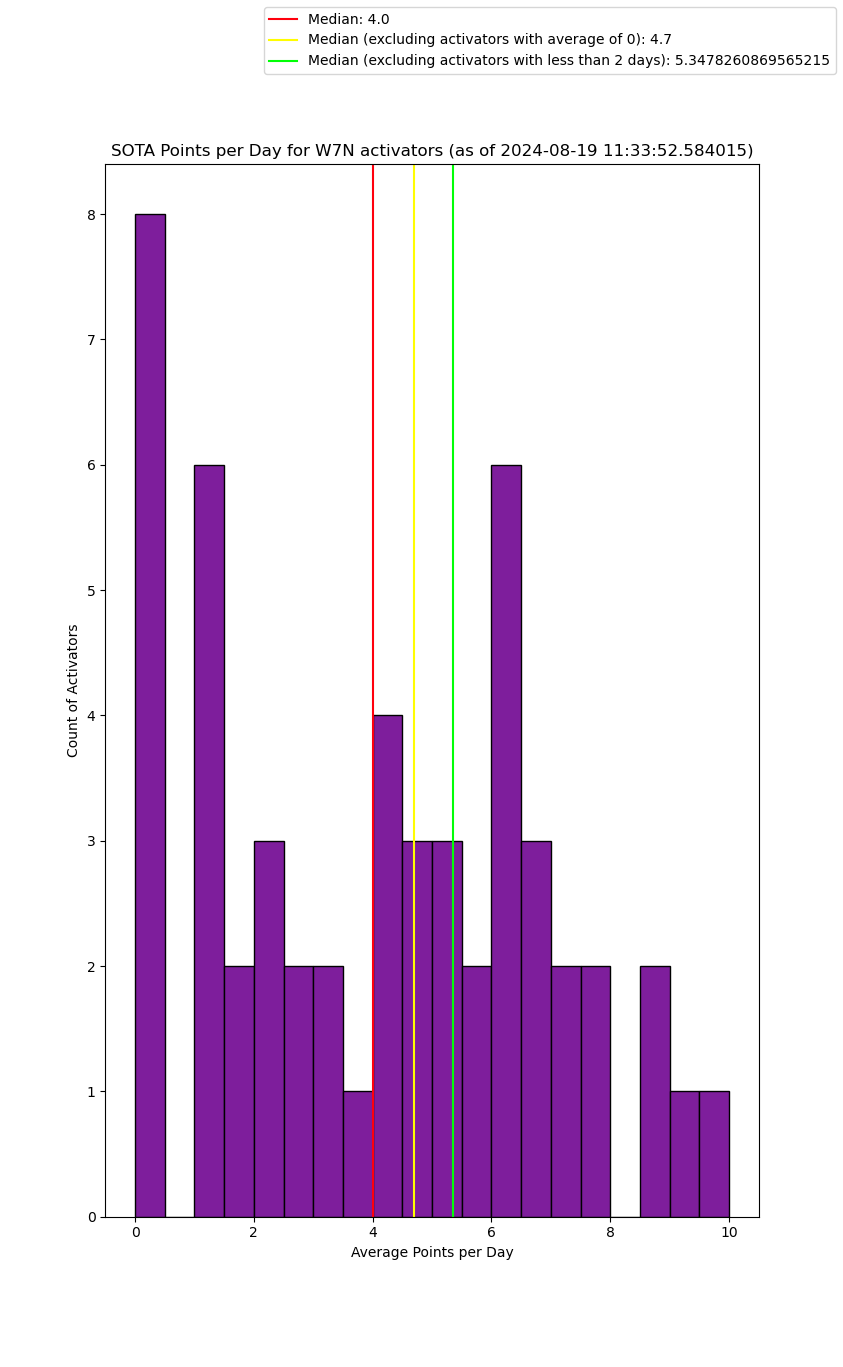 Median: 4.0
Median (excluding activators with average of 0): 4.7
Median (excluding activators with less than 2 days): 5.3478260869565215
SOTA Points per Day for W7N activators (as of 2024-08-19 11:33:52.584015)
8
7
6
5
4
3
2
1
0
Count of Activators
0 2 4 6 8 10
Average Points per Day